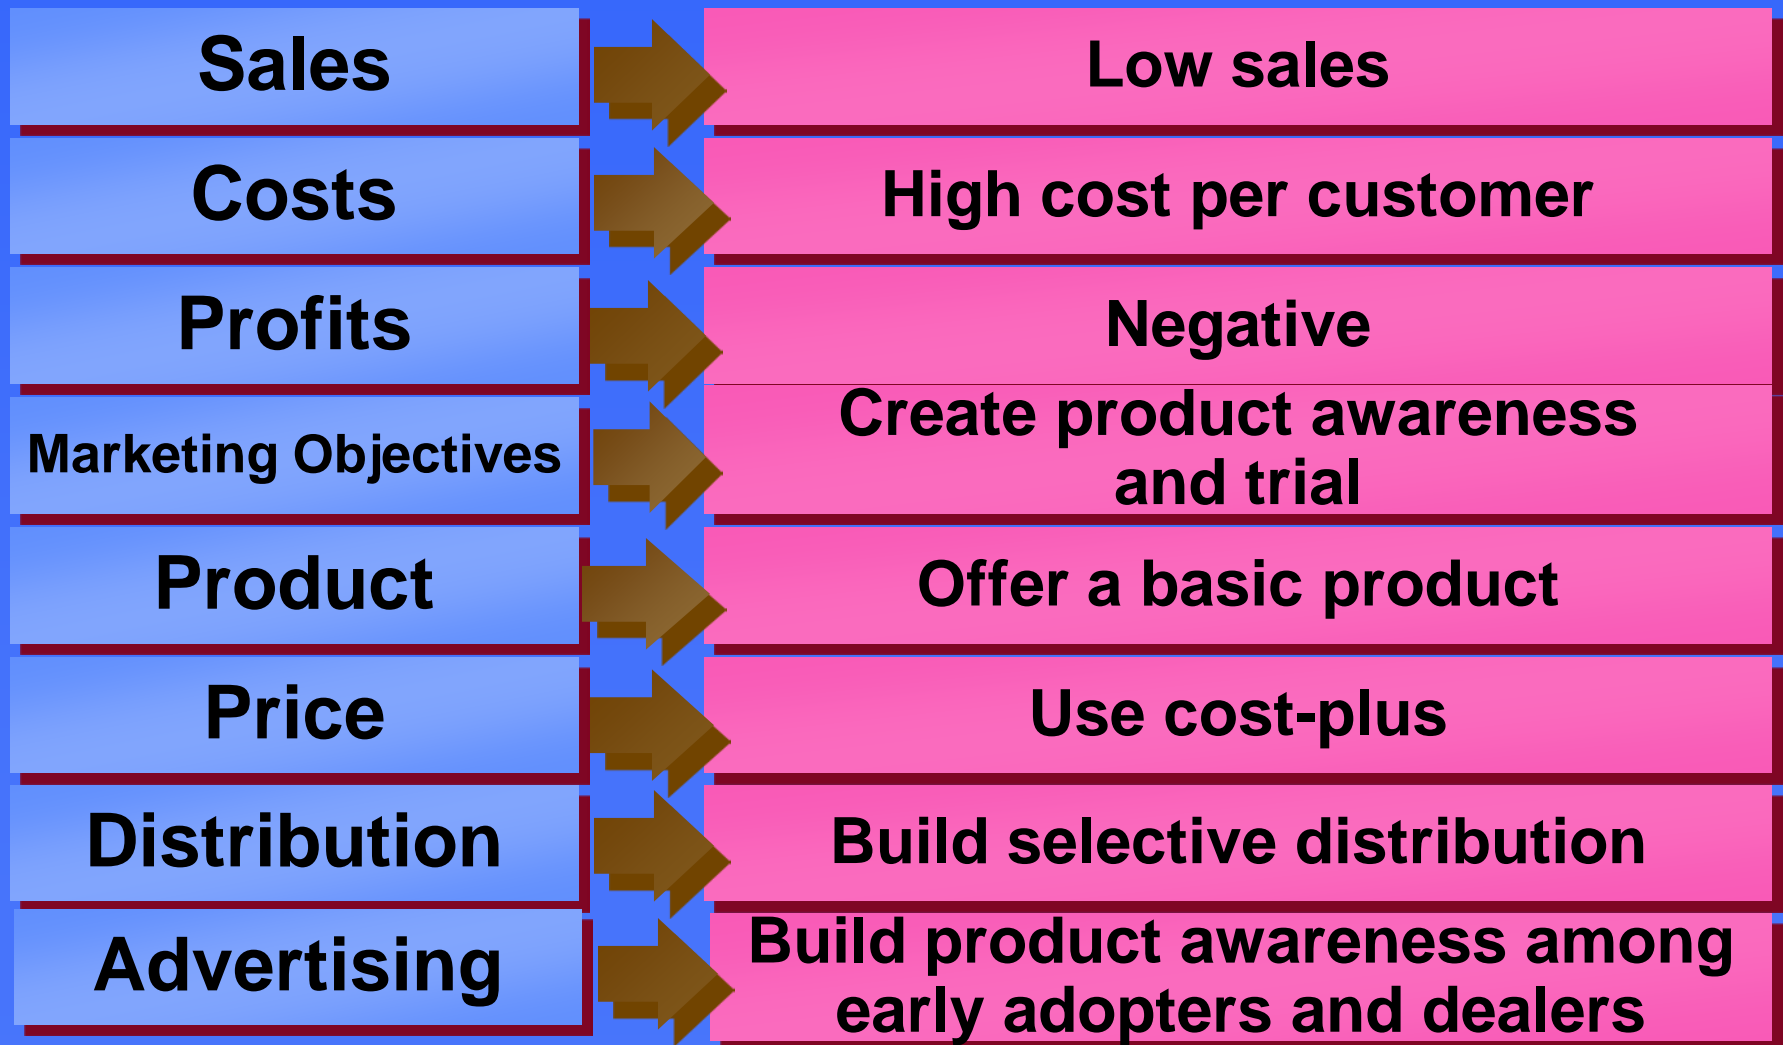 Sales
Low sales
Costs
High cost per customer
Profits
Negative
Marketing Objectives
Create product awareness
and trial
Product
Offer a basic product
Price
Use cost-plus
Distribution
Build selective distribution
Advertising
Build product awareness among
early adopters and dealers